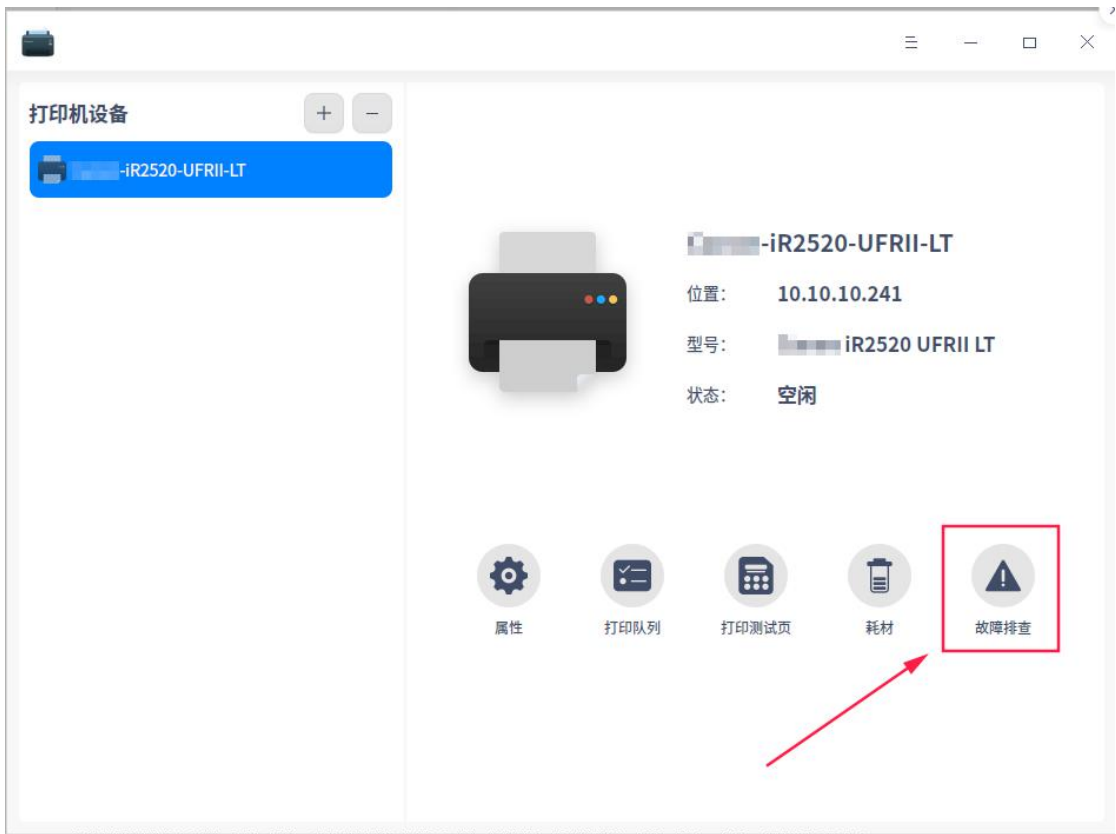 打印机设备
-iR2520-UFRII-LT
-iR2520-UFRII-LT
位置： 10.10.10.241
型号： iR2520 UFRII LT
状态： 空闲
属性 打印队列 打印测试页 耗材 故障排查